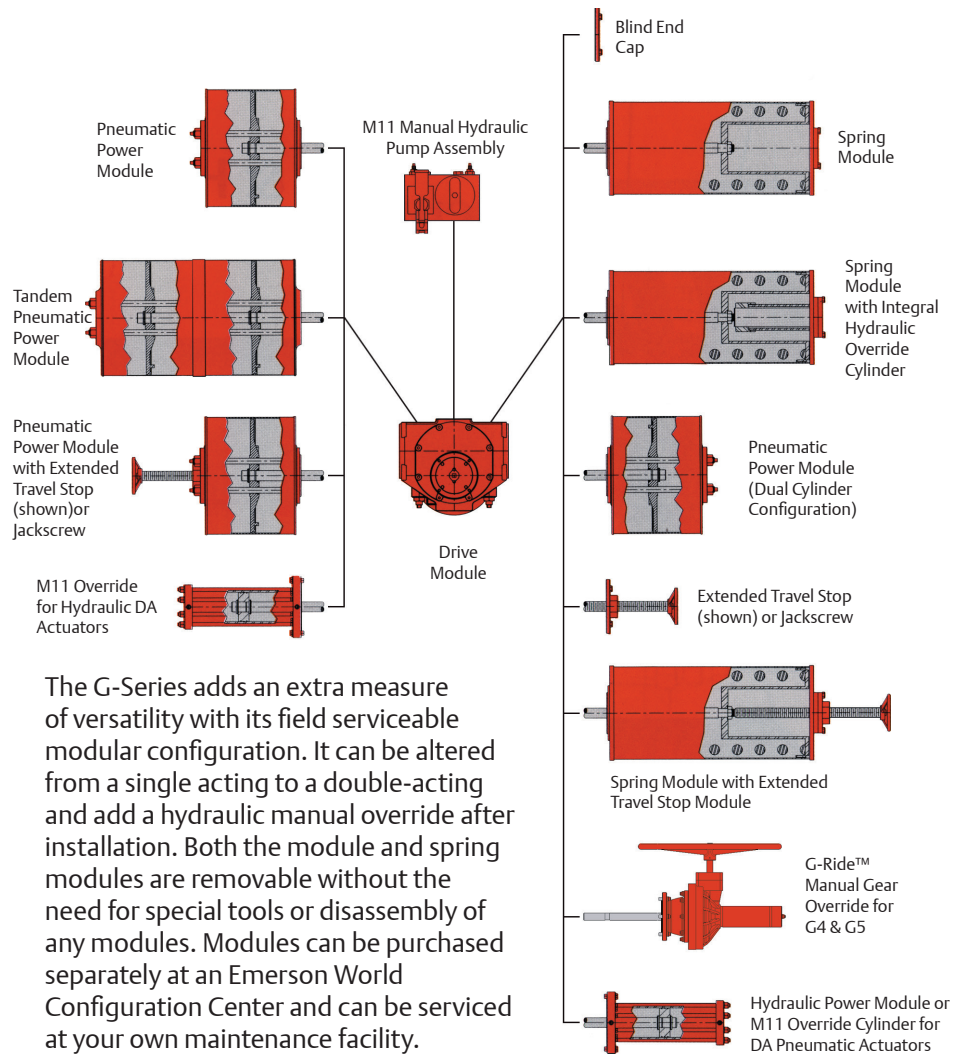 Blind End
Cap
Pneumatic
Power
Module
M11 Manual Hydraulic
Pump Assembly
Spring
Module
Tandem
Pneumatic
Power
Module
Spring
Module
with Integral
Hydraulic
Override
Cylinder
Pneumatic
Power Module
with Extended
Travel Stop
(shown)or
Jackscrew
Drive
Module
Pneumatic
Power Module
(Dual Cylinder
Configuration)
M11 Override
for Hydraulic DA
Actuators
Extended Travel Stop
(shown) or Jackscrew
The G-Series adds an extra measure
of versatility with its field serviceable
modular configuration. It can be altered
from a single acting to a double-acting
and add a hydraulic manual override after
installation. Both the module and spring
modules are removable without the
need for special tools or disassembly of
any modules. Modules can be purchased
separately at an Emerson World
Configuration Center and can be serviced
at your own maintenance facility.
Spring Module with Extended
Travel Stop Module
G-Ride™
Manual Gear
Override for
G4 & G5
Hydraulic Power Module or
M11 Override Cylinder for
DA Pneumatic Actuators